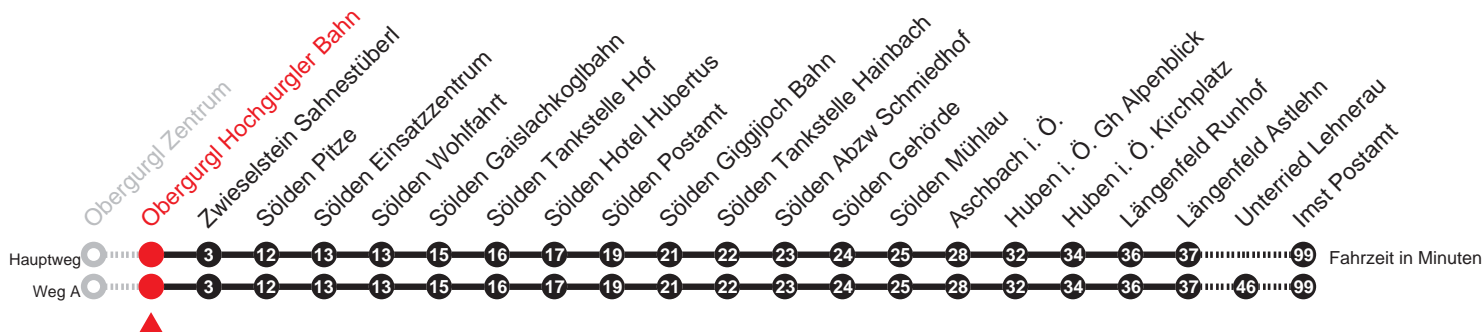 Obergurgl Zentrum
Obergurgl Hochgurgler Bahn
Zwieselstein Sahnestüberl
Sölden Pitze
Sölden Einsatzzentrum
Sölden Wohlfahrt
Sölden Gaislachkoglbahn
Sölden Tankstelle Hof
Sölden Hotel Hubertus
Sölden Postamt
Sölden Giggijoch Bahn
Sölden Tankstelle Hainbach
Sölden Abzw Schmiedhof
Sölden Gehörde
Sölden Mühlau
Aschbach i. Ö.
Huben i. Ö. Gh Alpenblick
Huben i. Ö. Kirchplatz
Längenfeld Runhof
Längenfeld Astlehn
Unterried Lehnerau
Imst Postamt
Hauptweg 3 12 13 13 15 16 17 19 21 22 23 24 25 28 32 34 36 37 99 Fahrzeit in Minuten
Weg A 3 12 13 13 15 16 17 19 21 22 23 24 25 28 32 34 36 37 46 99